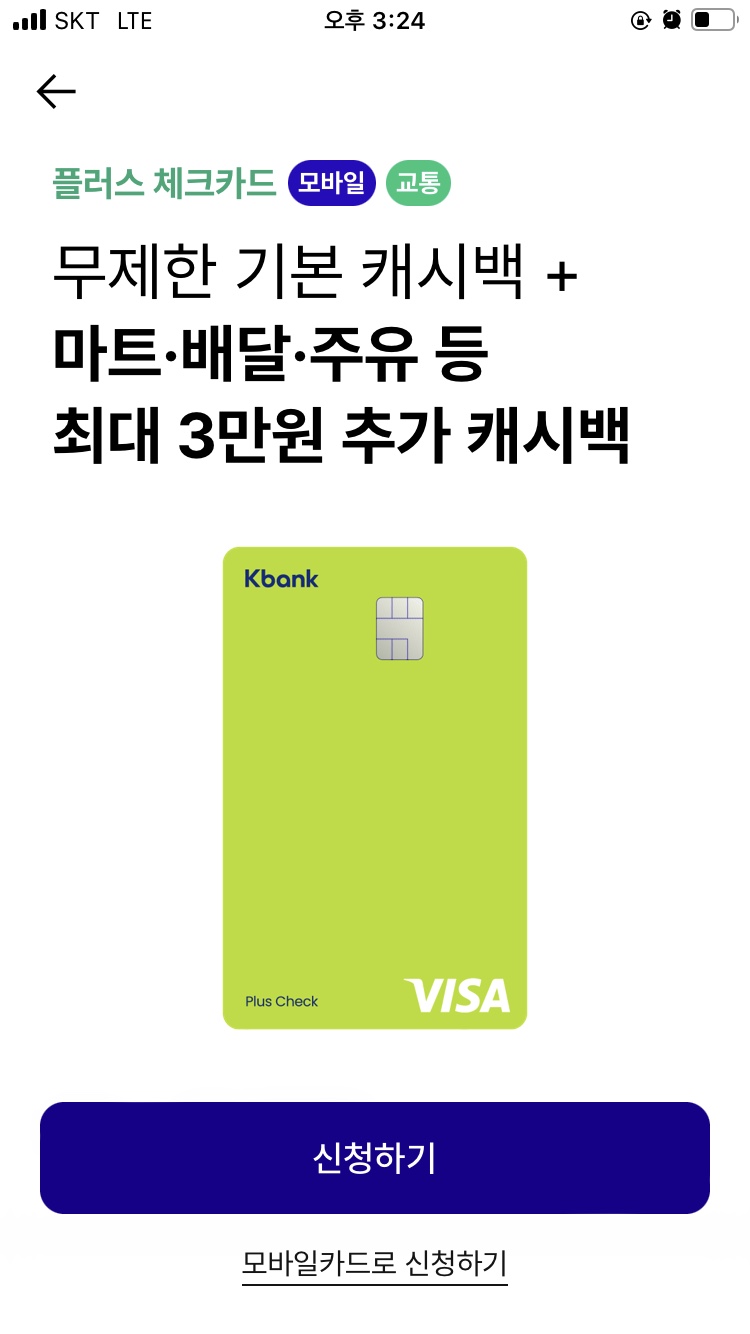 SKT LTE 오후 3:24
플러스 체크카드 모바일 교통
무제한 기본 캐시백 +
마트·배달·주유 등
최대 3만원 추가 캐시백
Kbank
Plus Check VISA
신청하기
모바일카드로 신청하기